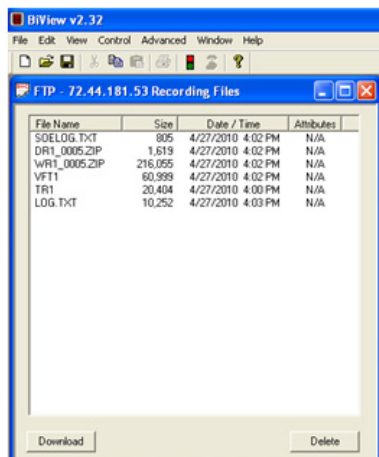 BiView v2.32
File Edit View Control Advanced Window Help
FTP - 72.44.181.53 Recording Files
File Name Size Date / Time Attributes
SOELOG.TXT 805 4/27/2010 4:02 PM N/A
DR1_0005.ZIP 1,619 4/27/2010 4:02 PM N/A
WR1_0005.ZIP 216,055 4/27/2010 4:02 PM N/A
VFT1 60,999 4/27/2010 4:02 PM N/A
TR1 20,404 4/27/2010 4:00 PM N/A
LOG.TXT 10,252 4/27/2010 4:03 PM N/A
Download Delete